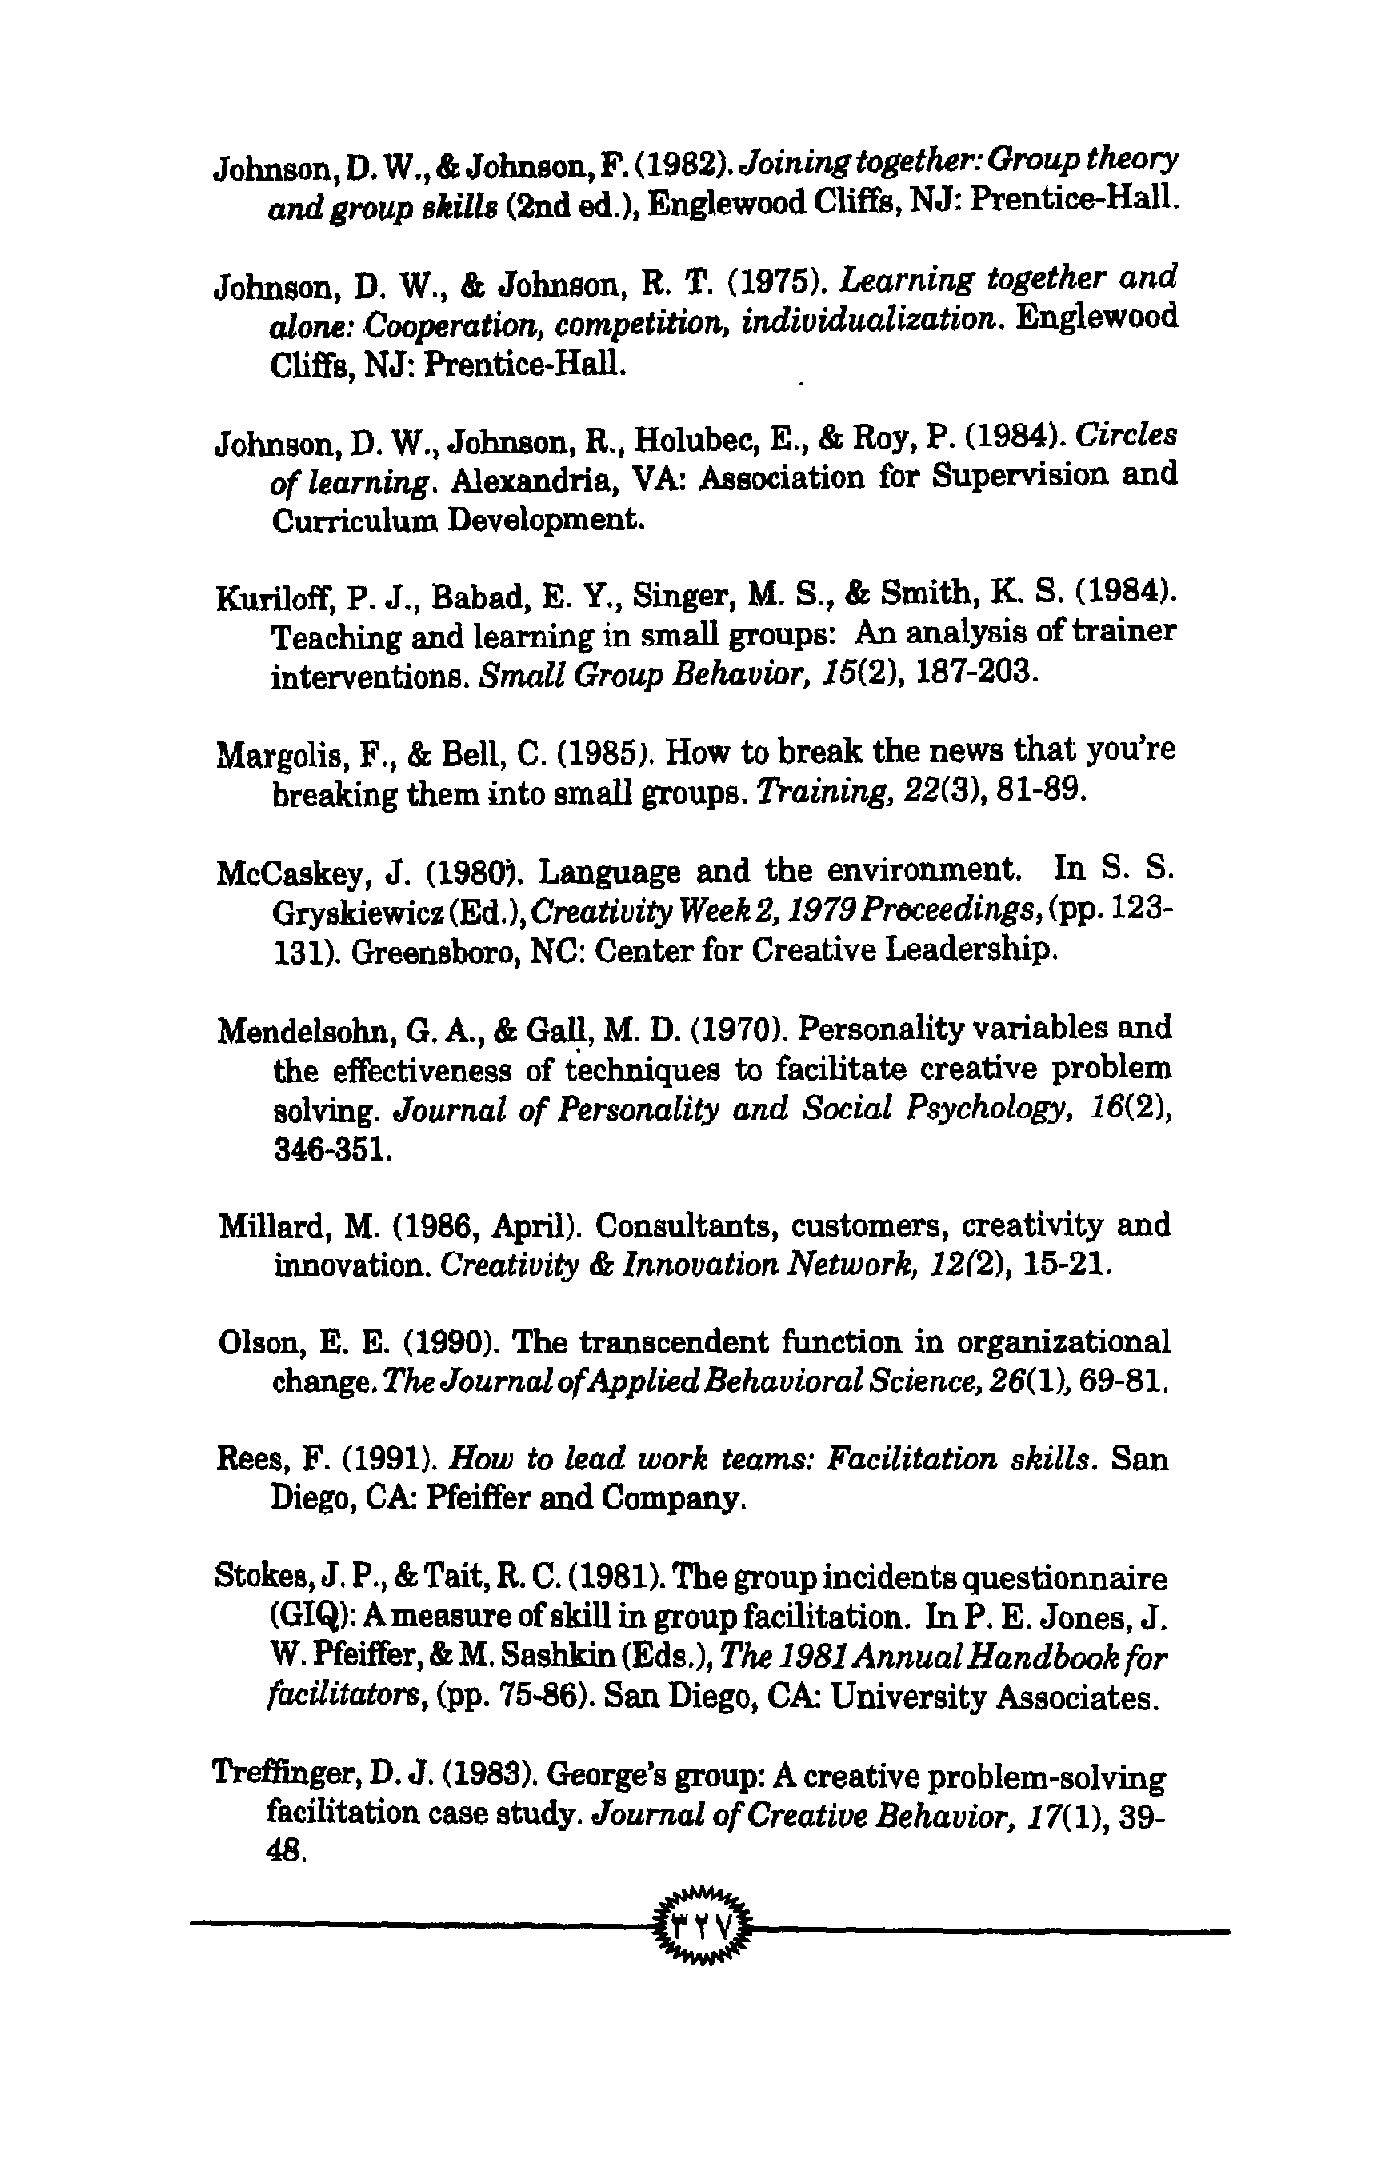 Johnson, D. W., & Johnson, F. (1982). Joining together: Group theory
and group skills (2nd ed.), Englewood Cliffs, NJ: Prentice-Hall.
Johnson, D. W., & Johnson, R. T. (1975). Learning together and
alone: Cooperation, competition, individualization. Englewood
Cliffs, NJ: Prentice-Hall.
Johnson, D. W., Johnson, R., Holubec, E., & Roy, P. (1984). Circles
of learning. Alexandria, VA: Association for Supervision and
Curriculum Development.
Kuriloff, P. J., Babad, E. Y., Singer, M. S., & Smith, K. S. (1984).
Teaching and learning in small groups: An analysis of trainer
interventions. Small Group Behavior, 15(2), 187-203.
Margolis, F., & Bell, C. (1985). How to break the news that you're
breaking them into small groups. Training, 22(3), 81-89.
McCaskey, J. (1980). Language and the environment. In S. S.
Gryskiewicz (Ed.), Creativity Week 2, 1979 Proceedings, (pp. 123-
131). Greensboro, NC: Center for Creative Leadership.
Mendelsohn, G. A., & Gall, M. D. (1970). Personality variables and
the effectiveness of techniques to facilitate creative problem
solving. Journal of Personality and Social Psychology, 16(2),
346-351.
Millard, M. (1986, April). Consultants, customers, creativity and
innovation. Creativity & Innovation Network, 12(2), 15-21.
Olson, E. E. (1990). The transcendent function in organizational
change. The Journal of Applied Behavioral Science, 26(1), 69-81.
Rees, F. (1991). How to lead work teams: Facilitation skills. San
Diego, CA: Pfeiffer and Company.
Stokes, J. P., & Tait, R. C. (1981). The group incidents questionnaire
(GIQ): A measure of skill in group facilitation. In P. E. Jones, J.
W. Pfeiffer, & M. Sashkin (Eds.), The 1981 Annual Handbook for
facilitators, (pp. 75-86). San Diego, CA: University Associates.
Treffinger, D. J. (1983). George's group: A creative problem-solving
facilitation case study. Journal of Creative Behavior, 17(1), 39-
48.
٣٢٧